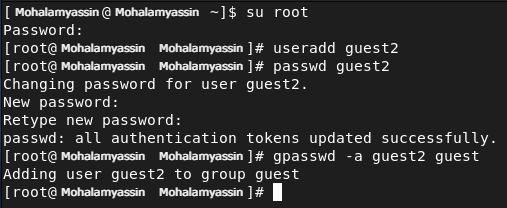 [ Mohalamyassin @ Mohalamyassin ~]$ su root
Password:
[root@ Mohalamyassin Mohalamyassin ]# useradd guest2
[root@ Mohalamyassin Mohalamyassin ]# passwd guest2
Changing password for user guest2.
New password:
Retype new password:
passwd: all authentication tokens updated successfully.
[root@ Mohalamyassin Mohalamyassin ]# gpasswd -a guest2 guest
Adding user guest2 to group guest
[root@ Mohalamyassin Mohalamyassin ]#